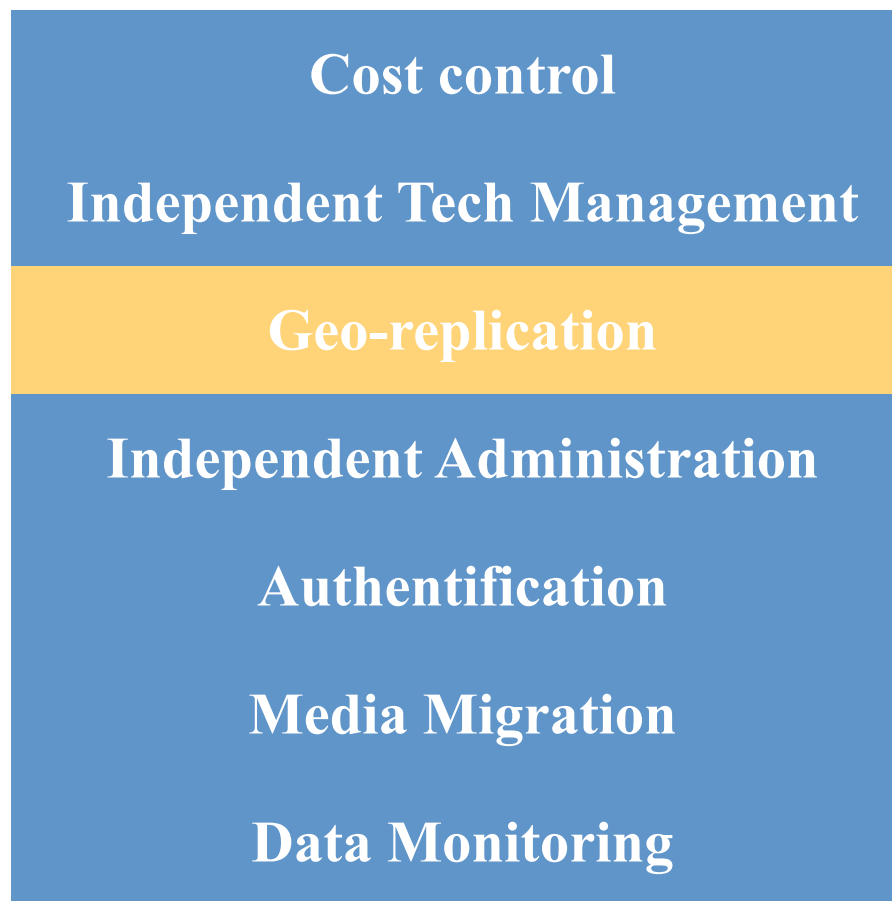 Cost control
Independent Tech Management
Geo-replication
Independent Administration
Authentification
Media Migration
Data Monitoring